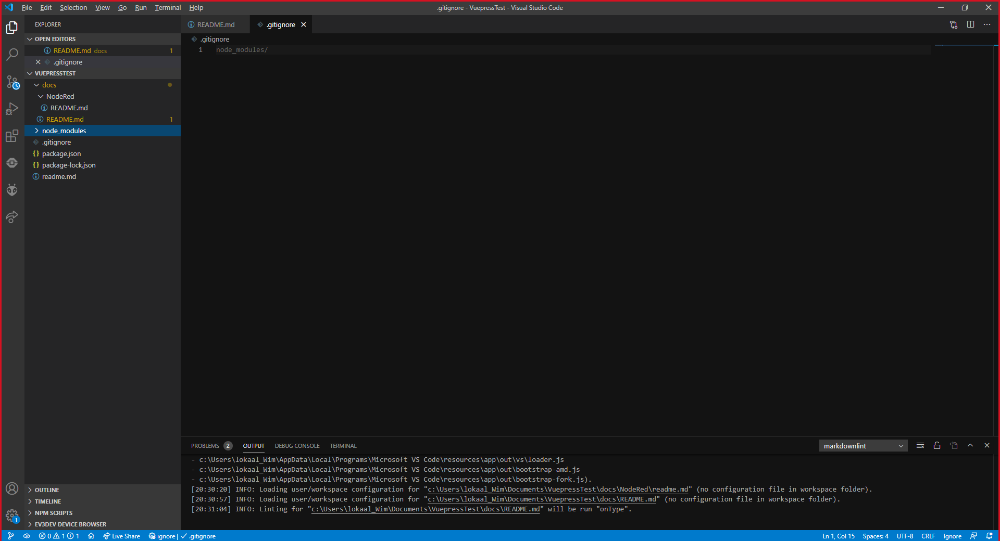 File Edit Selection View Go Run Terminal Help
.gitignore - VuepressTest - Visual Studio Code
EXPLORER
OPEN EDITORS
README.md docs 1
.gitignore
VUEPRESSTEST
docs
NodeRed
README.md
README.md 1
node_modules
.gitignore
package.json
package-lock.json
readme.md
OUTLINE
TIMELINE
NPM SCRIPTS
EV3DEV DEVICE BROWSER
1
README.md
.gitignore
.gitignore
1 node_modules/
PROBLEMS 2 OUTPUT DEBUG CONSOLE TERMINAL
markdownlint
- c:\Users\lokaal_Wim\AppData\Local\Programs\Microsoft VS Code\resources\app\out\vs\loader.js
- c:\Users\lokaal_Wim\AppData\Local\Programs\Microsoft VS Code\resources\app\out\bootstrap-amd.js
- c:\Users\lokaal_Wim\AppData\Local\Programs\Microsoft VS Code\resources\app\out\bootstrap-fork.js).
[20:30:20] INFO: Loading user/workspace configuration for "c:\Users\lokaal_Wim\Documents\VuepressTest\docs\NodeRed\readme.md" (no configuration file in workspace folder).
[20:30:57] INFO: Loading user/workspace configuration for "c:\Users\lokaal_Wim\Documents\VuepressTest\docs\README.md" (no configuration file in workspace folder).
[20:31:04] INFO: Linting for "c:\Users\lokaal_Wim\Documents\VuepressTest\docs\README.md" will be run "onType".
0 1 1 Live Share ignore | .gitignore
Ln 1, Col 15 Spaces: 4 UTF-8 CRLF Ignore